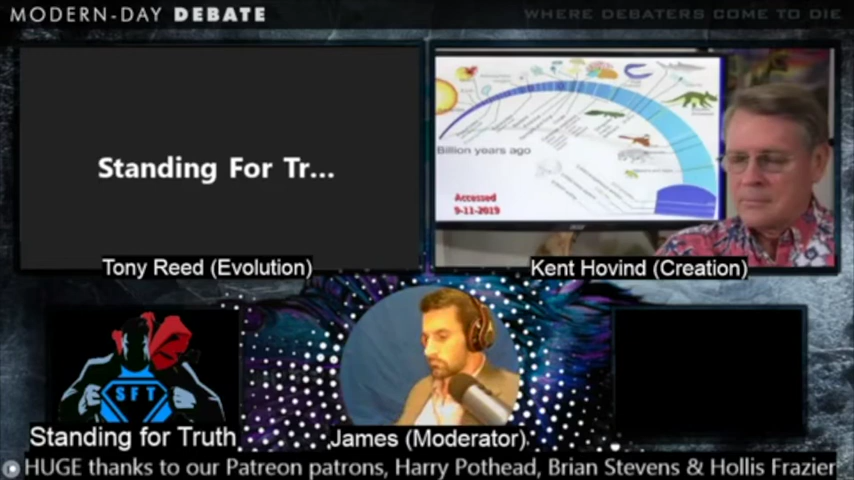 MODERN-DAY DEBATE
WHERE DEBATERS COME TO DIE
Standing For Tr...
Billion years ago
Accessed
9-11-2019
acer
Tony Reed (Evolution)
Kent Hovind (Creation)
SFT
Standing for Truth
James (Moderator)
HUGE thanks to our Patreon patrons, Harry Pothead, Brian Stevens & Hollis Frazier